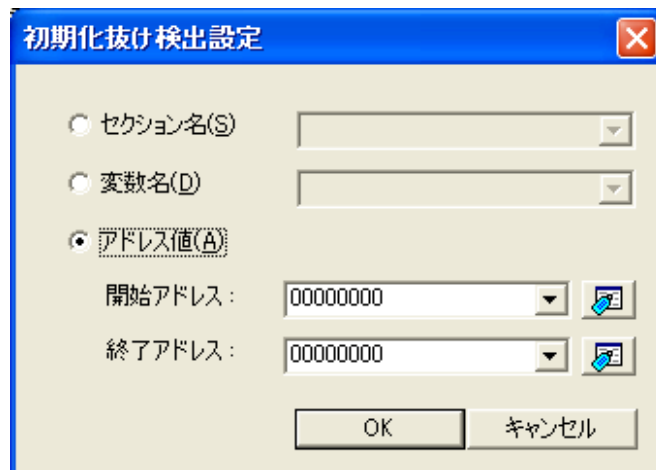 初期化抜け検出設定
セクション名(S)
変数名(D)
アドレス値(A)
開始アドレス： 00000000
終了アドレス： 00000000
OK キャンセル